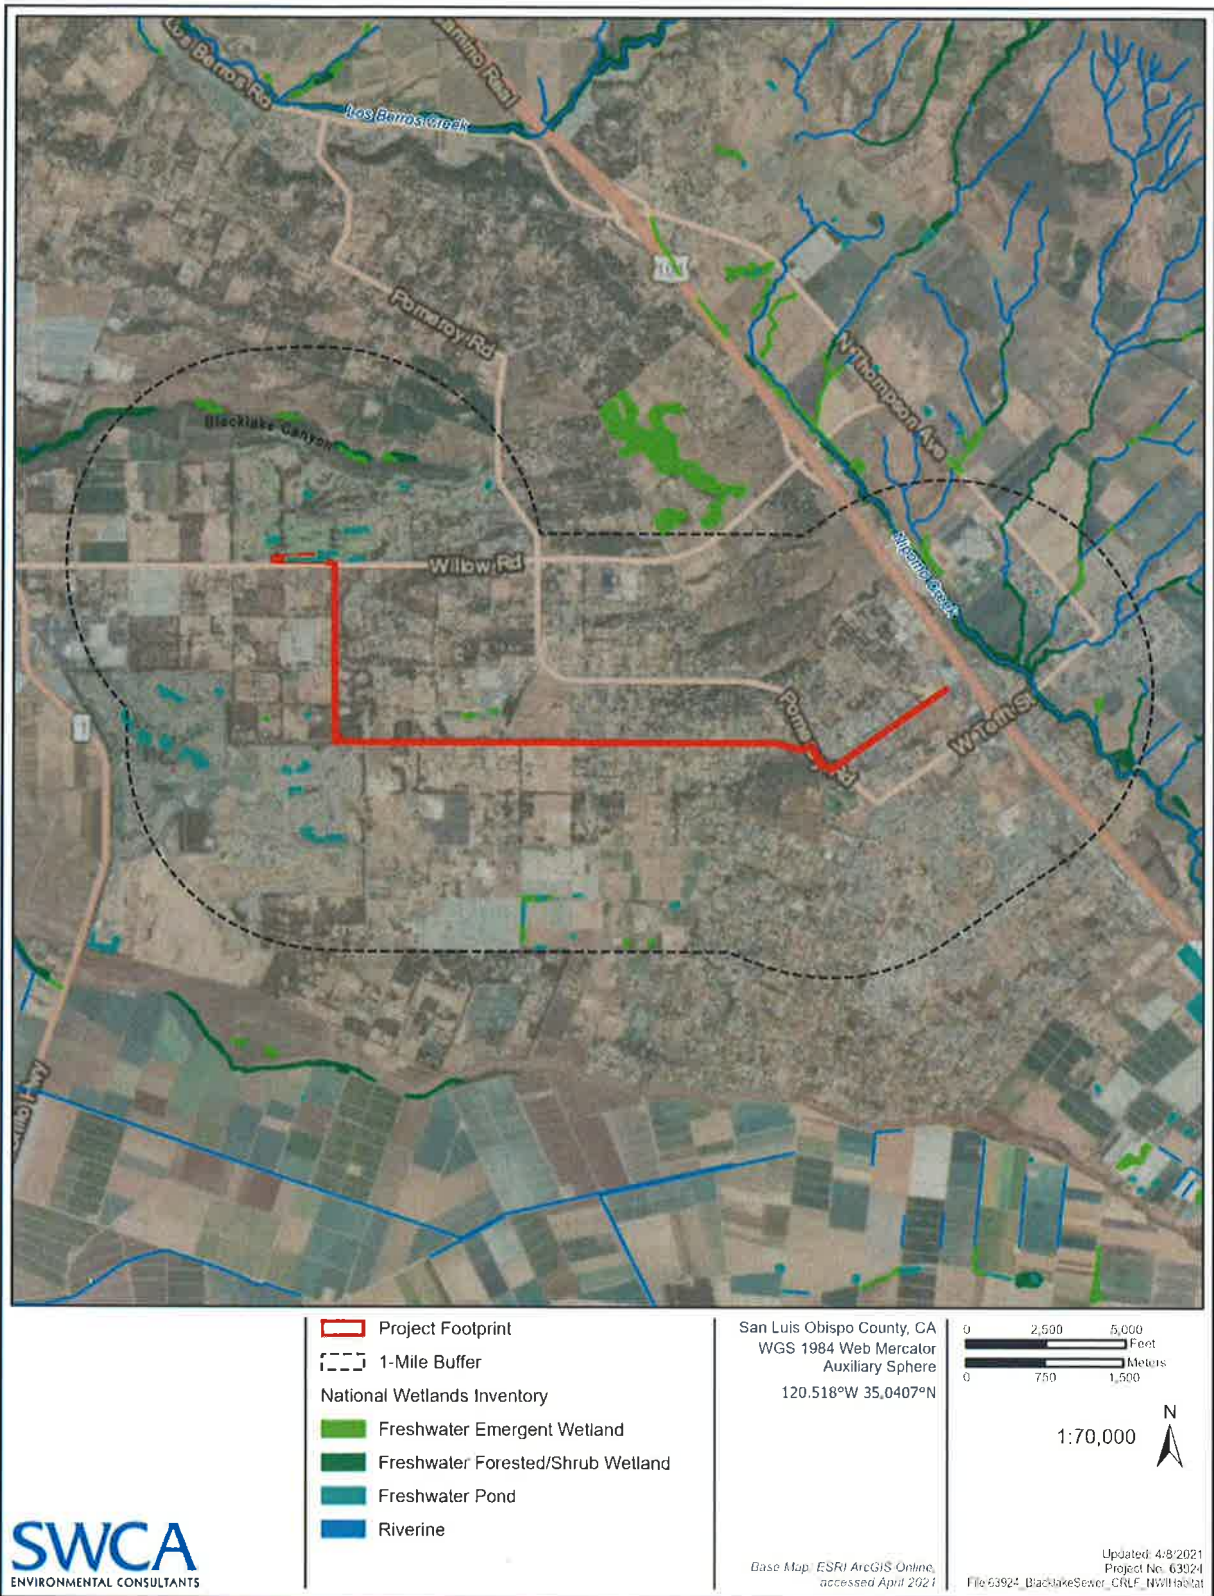 Los Berros Rd
Camino Real
Los Berros Creek
101
Pomeroy Rd
N Thompson Ave
Blacklake Canyon
Willow Rd
Nipomo Creek
W Tefft St
1
Project Footprint
1-Mile Buffer
National Wetlands Inventory
Freshwater Emergent Wetland
Freshwater Forested/Shrub Wetland
Freshwater Pond
Riverine
San Luis Obispo County, CA
WGS 1984 Web Mercator
Auxiliary Sphere
120.518°W 35.0407°N
Base Map: ESRI ArcGIS Online,
accessed April 2021
0 2,500 5,000
Feet
Meters
0 750 1,500
N
1:70,000
Updated: 4/8/2021
Project No. 63924
File:63924_BlacklakeSewer_CRLF_NWIHabitat
SWCA
ENVIRONMENTAL CONSULTANTS